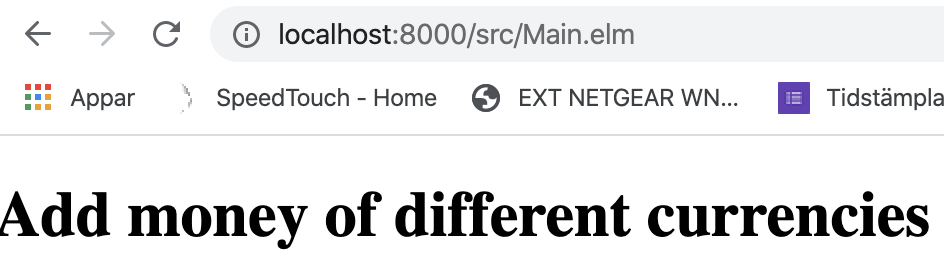 localhost:8000/src/Main.elm
Appar SpeedTouch - Home EXT NETGEAR WN... Tidstämpla
Add money of different currencies